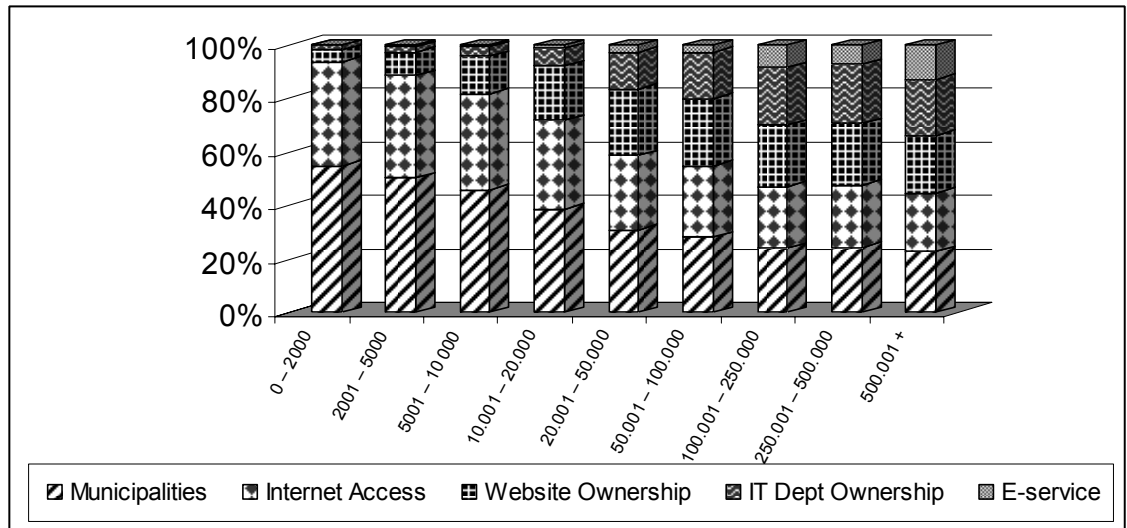 100%
80%
60%
40%
20%
0%
0 – 2000
2001 – 5000
5001 – 10 000
10.001 – 20.000
20.001 – 50.000
50.001 – 100.000
100.001 – 250.000
250.001 – 500.000
500.001 +
Municipalities Internet Access Website Ownership IT Dept Ownership E-service